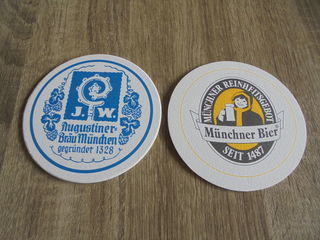 J. W.
Augustiner
Bräu München
gegründet 1328
MÜNCHNER REINHEITSGEBOT
Münchner Bier
SEIT 1487